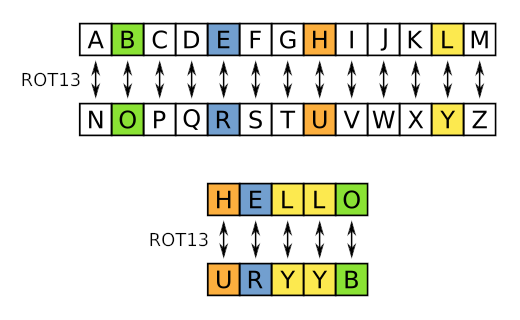 A B C D E F G H I J K L M
ROT13
N O P Q R S T U V W X Y Z
H E L L O
ROT13
U R Y Y B